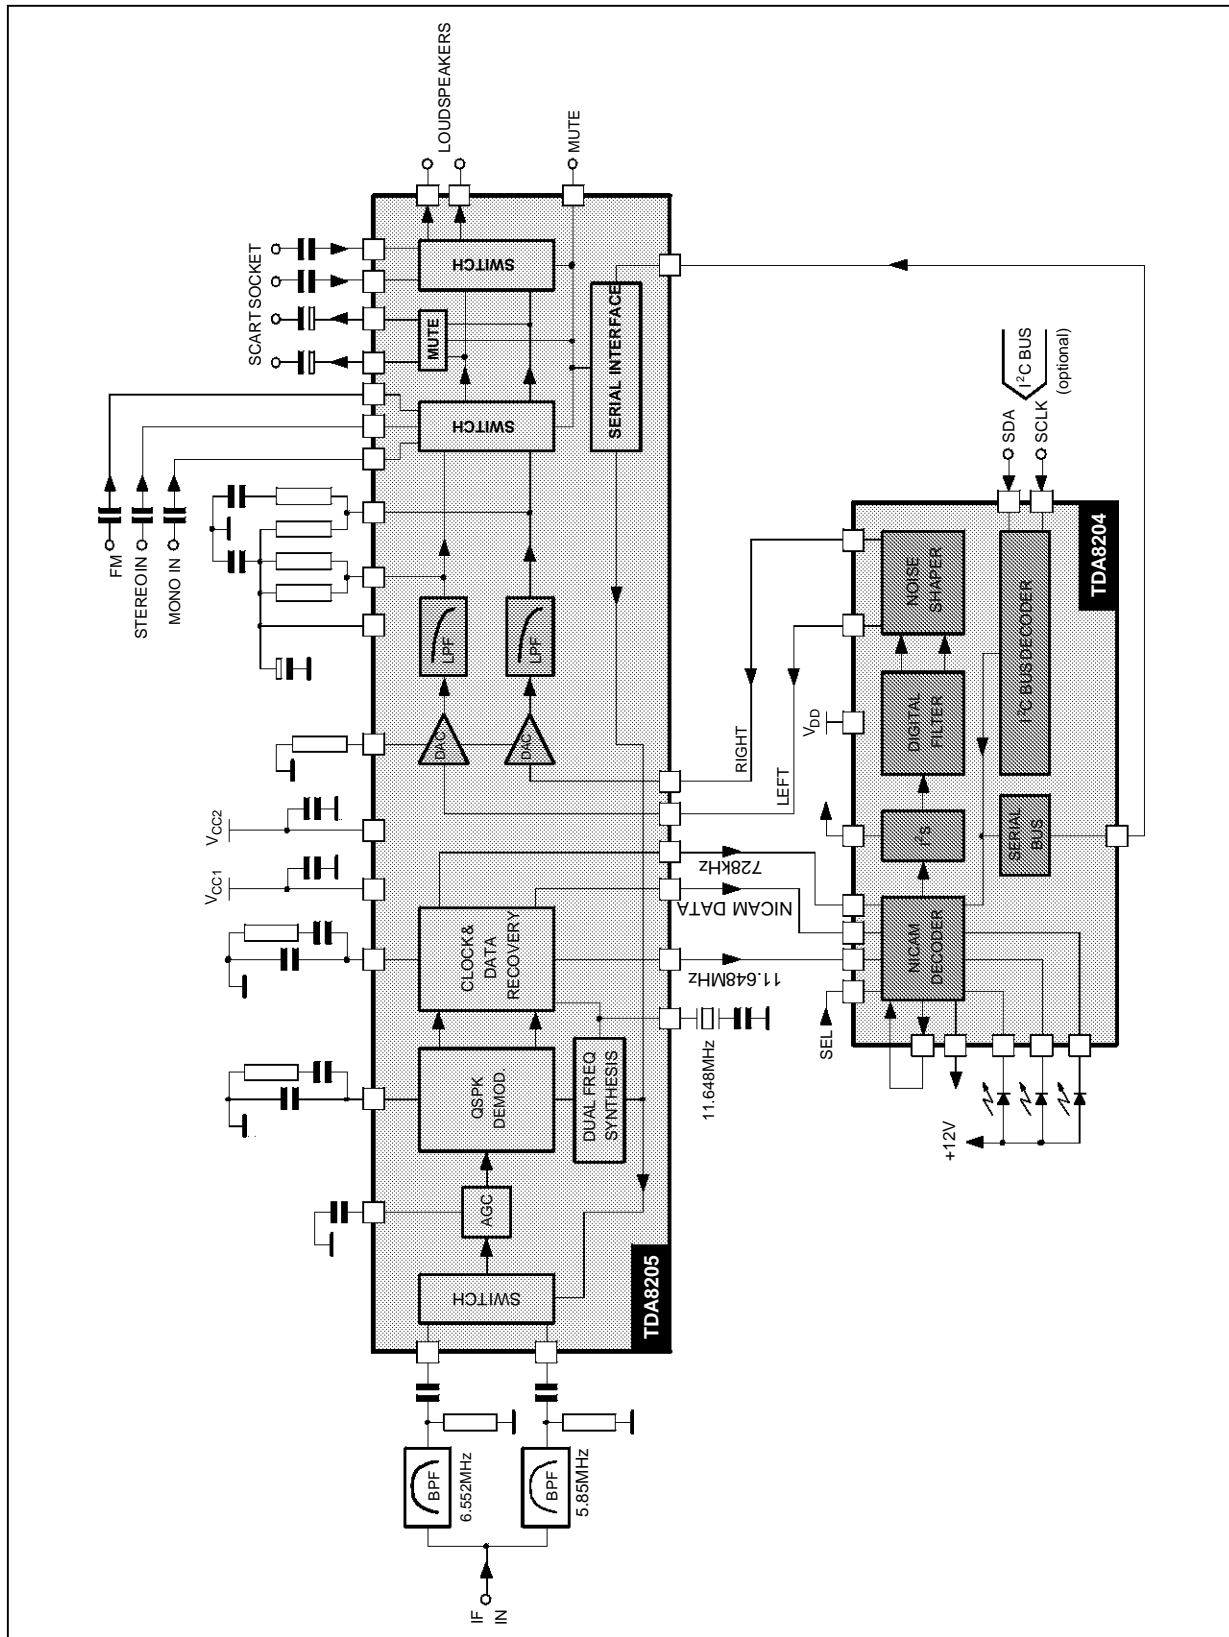 IF
IN
BPF
6.552MHz
BPF
5.85MHz
SWITCH
AGC
QSPK
DEMOD.
DUAL FREQ
SYNTHESIS
CLOCK&
DATA
RECOVERY
VCC1
VCC2
DAC
DAC
LPF
LPF
FM
STEREO IN
MONO IN
SWITCH
MUTE
SWITCH
SERIAL INTERFACE
SCART SOCKET
LOUDSPEAKERS
MUTE
TDA8205
11.648MHz
11.648MHz
NICAM DATA
728kHz
LEFT
RIGHT
SEL
+12V
NICAM
DECODER
I²S
SERIAL
BUS
DIGITAL
FILTER
NOISE
SHAPER
I²C BUS DECODER
VDD
SDA
SCLK
I²C BUS
(optional)
TDA8204